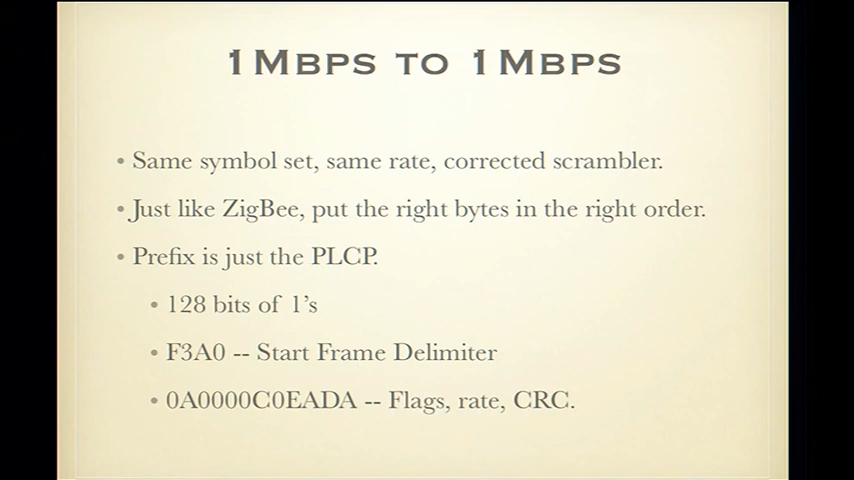 1MBPS TO 1MBPS
• Same symbol set, same rate, corrected scrambler.
• Just like ZigBee, put the right bytes in the right order.
• Prefix is just the PLCP.
• 128 bits of 1's
• F3A0 -- Start Frame Delimiter
• 0A0000C0EADA -- Flags, rate, CRC.